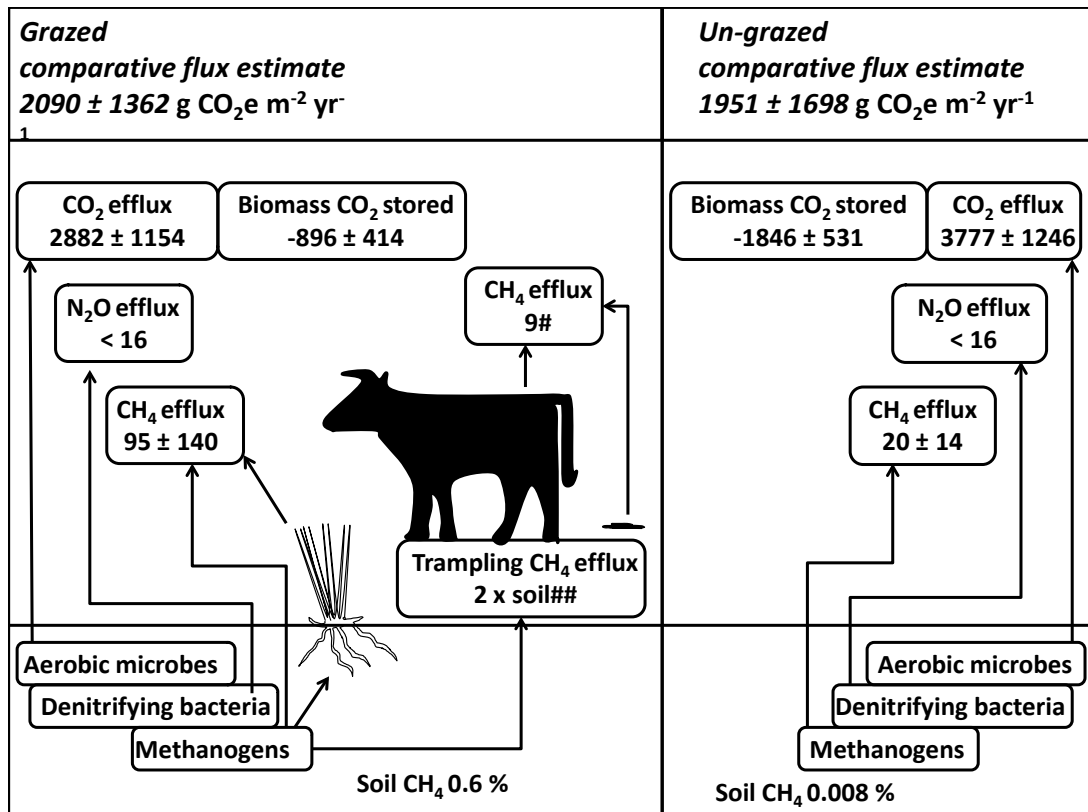 Grazed
comparative flux estimate
2090 ± 1362 g CO₂e m⁻² yr⁻
¹
Un-grazed
comparative flux estimate
1951 ± 1698 g CO₂e m⁻² yr⁻¹
CO₂ efflux
2882 ± 1154
Biomass CO₂ stored
-896 ± 414
N₂O efflux
< 16
CH₄ efflux
95 ± 140
CH₄ efflux
9#
Trampling CH₄ efflux
2 x soil##
Aerobic microbes
Denitrifying bacteria
Methanogens
Soil CH₄ 0.6 %
Biomass CO₂ stored
-1846 ± 531
CO₂ efflux
3777 ± 1246
N₂O efflux
< 16
CH₄ efflux
20 ± 14
Aerobic microbes
Denitrifying bacteria
Methanogens
Soil CH₄ 0.008 %